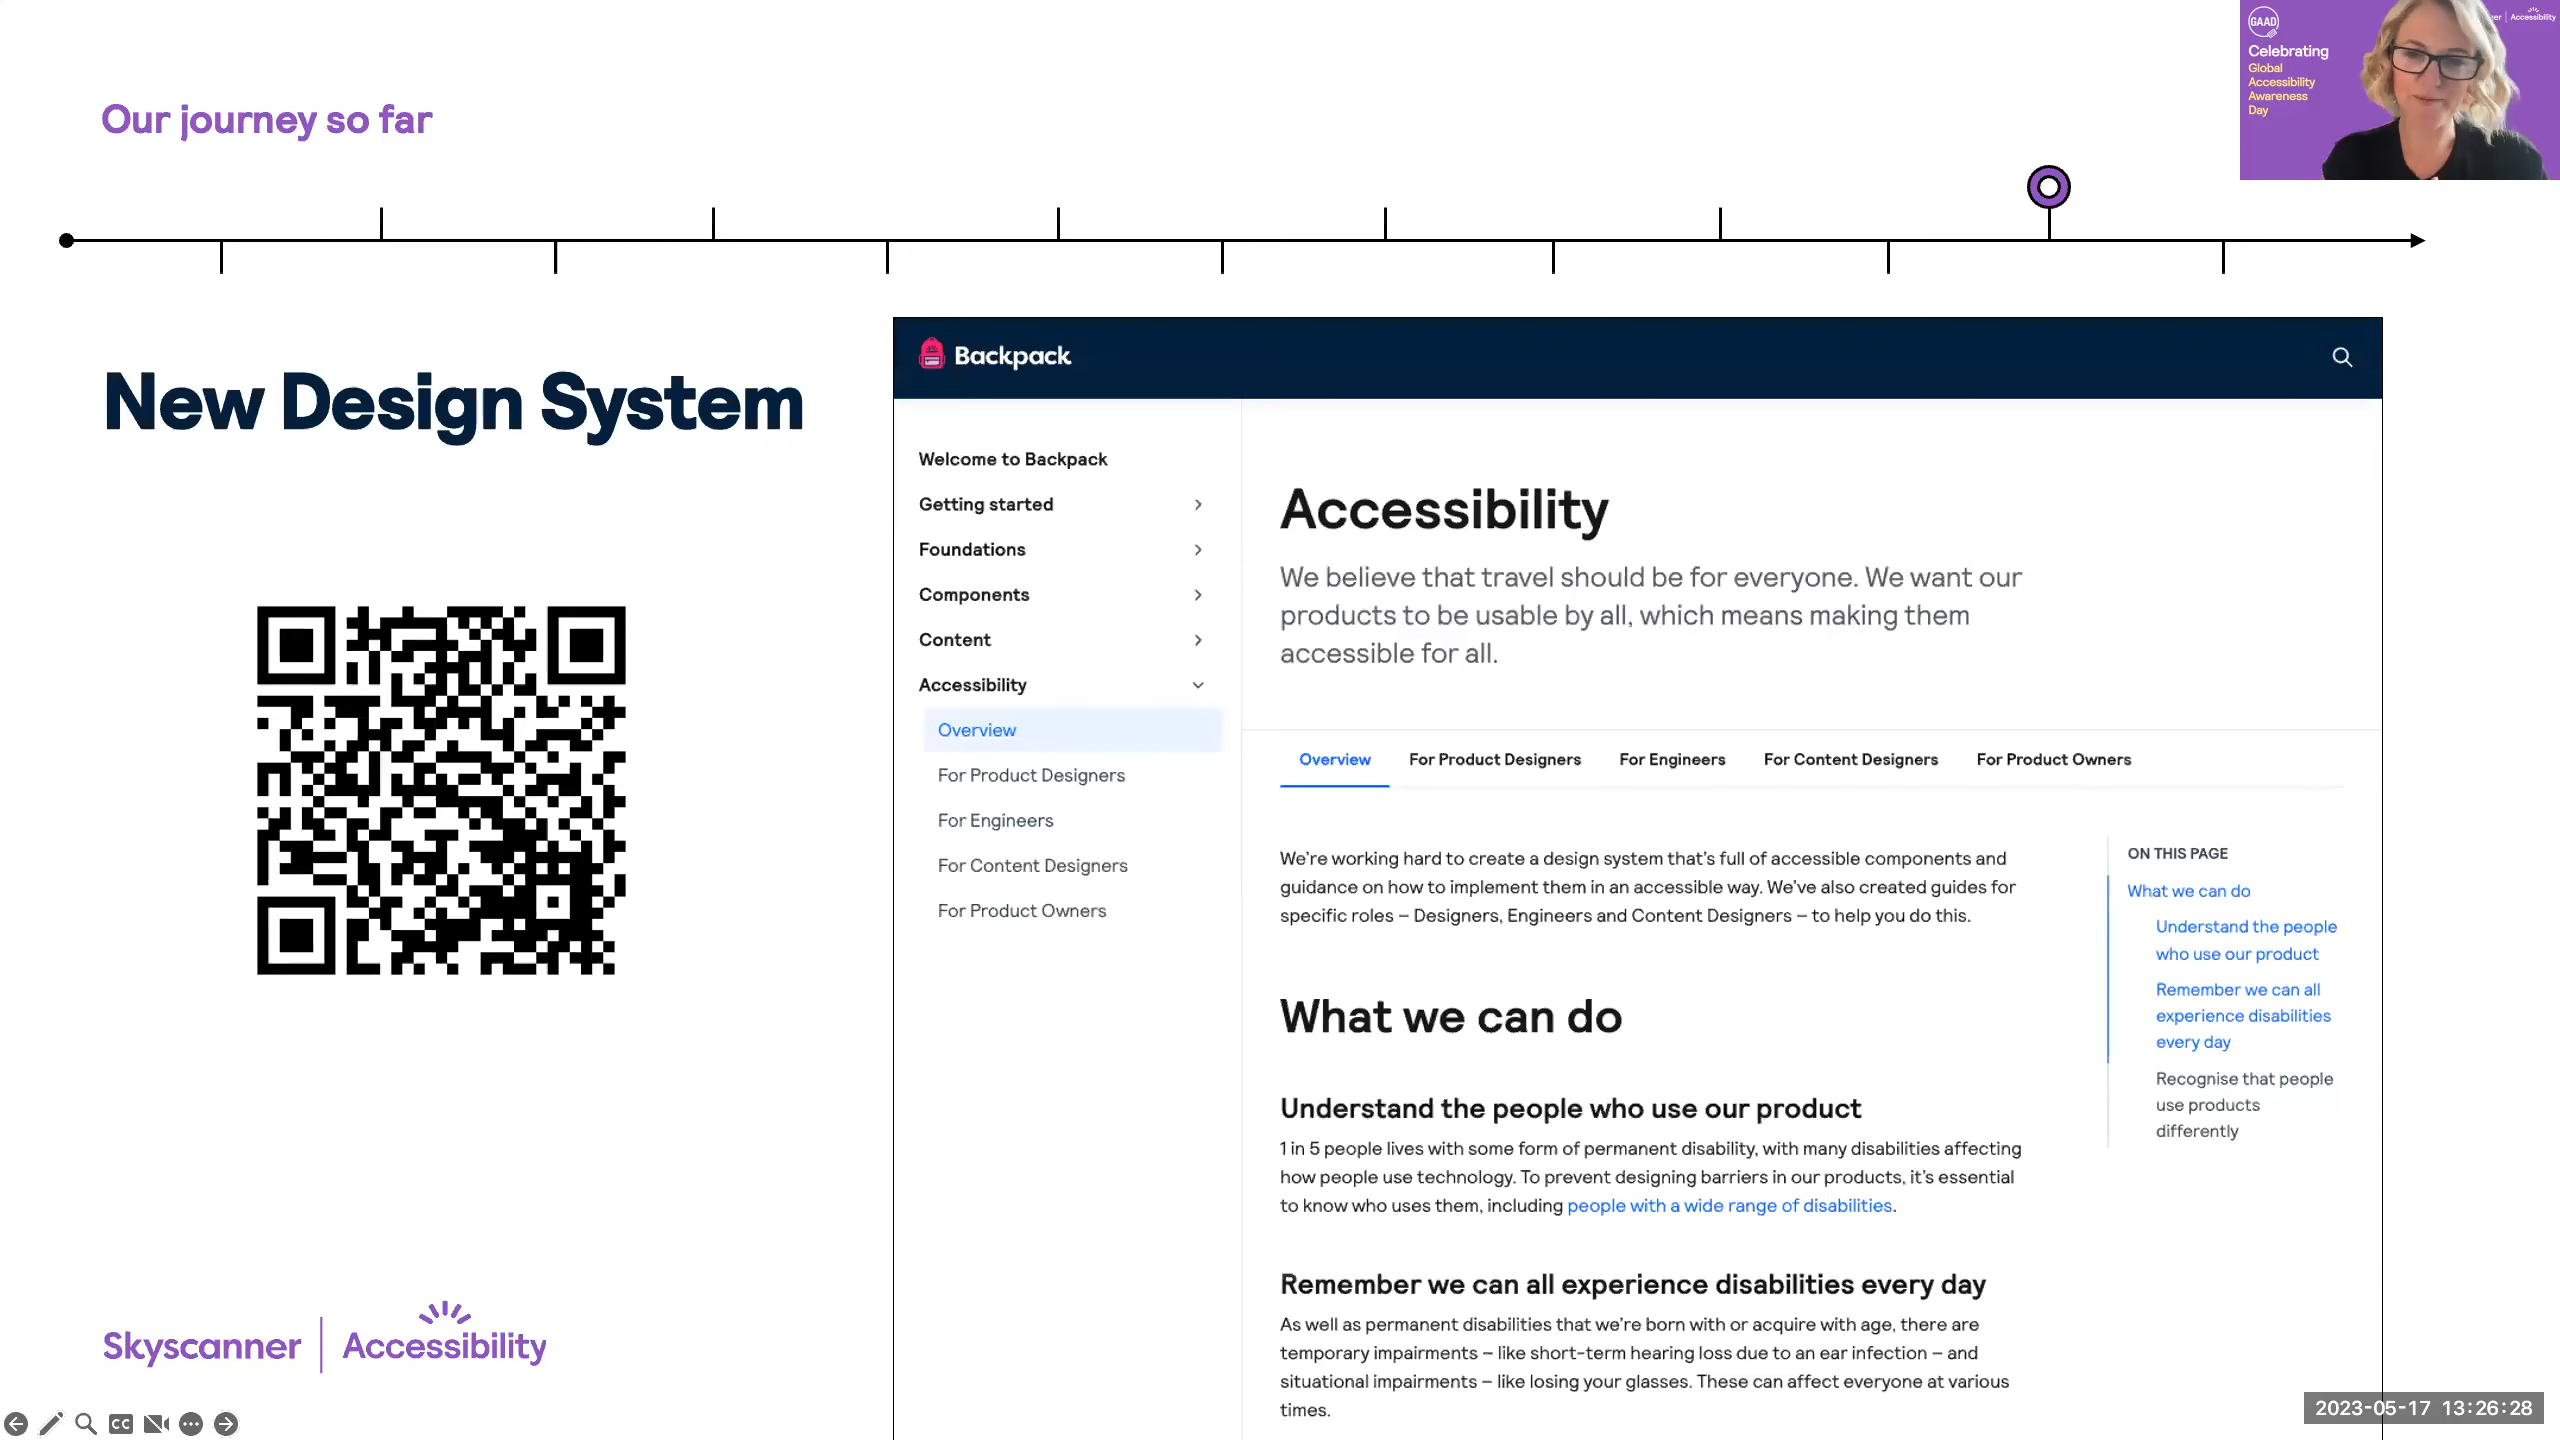 Our journey so far
GAAD
Celebrating
Global
Accessibility
Awareness
Day
Accessibility
New Design System
Backpack
Welcome to Backpack
Getting started
Foundations
Components
Content
Accessibility
Overview
For Product Designers
For Engineers
For Content Designers
For Product Owners
Accessibility
We believe that travel should be for everyone. We want our
products to be usable by all, which means making them
accessible for all.
Overview For Product Designers For Engineers For Content Designers For Product Owners
We're working hard to create a design system that's full of accessible components and
guidance on how to implement them in an accessible way. We've also created guides for
specific roles – Designers, Engineers and Content Designers – to help you do this.
What we can do
Understand the people who use our product
1 in 5 people lives with some form of permanent disability, with many disabilities affecting
how people use technology. To prevent designing barriers in our products, it's essential
to know who uses them, including people with a wide range of disabilities.
Remember we can all experience disabilities every day
As well as permanent disabilities that we're born with or acquire with age, there are
temporary impairments – like short-term hearing loss due to an ear infection – and
situational impairments – like losing your glasses. These can affect everyone at various
times.
ON THIS PAGE
What we can do
Understand the people
who use our product
Remember we can all
experience disabilities
every day
Recognise that people
use products
differently
Skyscanner | Accessibility
CC
2023-05-17 13:26:28